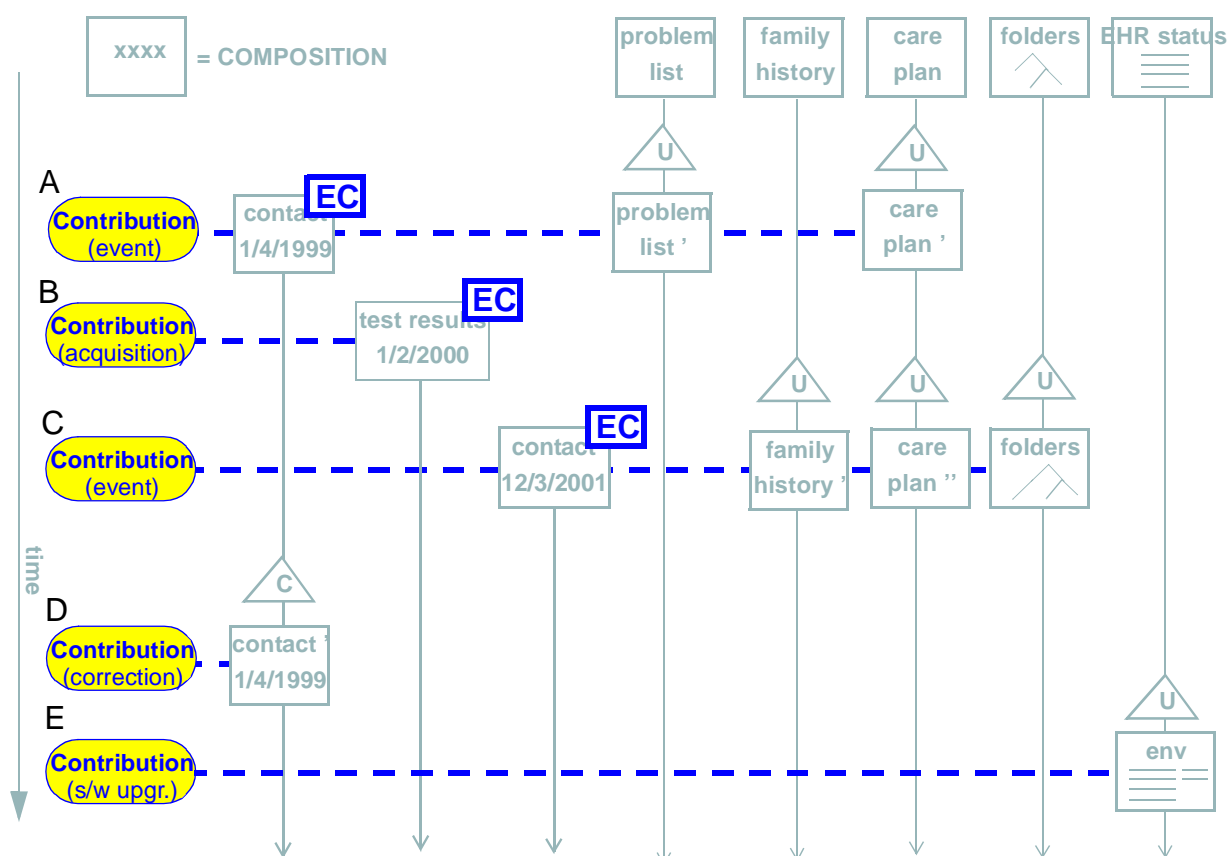 xxxx
= COMPOSITION
problem
list
family
history
care
plan
folders
EHR status
U
U
A
Contribution
(event)
contact
1/4/1999
EC
problem
list ’
care
plan ’
B
Contribution
(acquisition)
test results
1/2/2000
EC
U
U
U
C
Contribution
(event)
contact
12/3/2001
EC
family
history ’
care
plan ’’
folders
time
C
D
Contribution
(correction)
contact ’
1/4/1999
U
E
Contribution
(s/w upgr.)
env